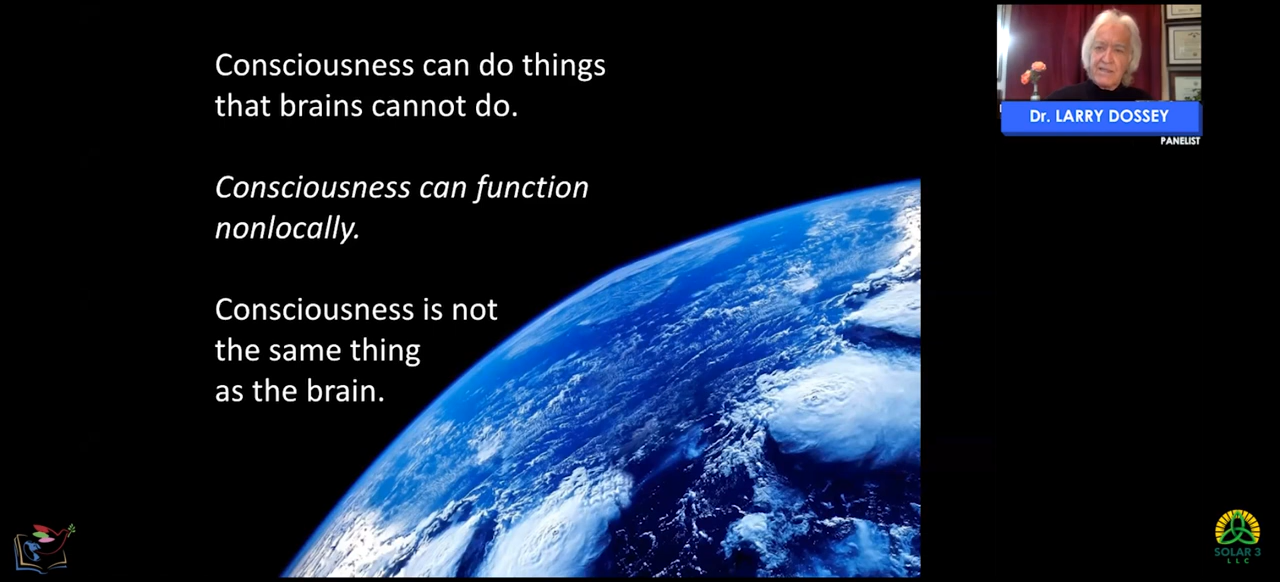 Consciousness can do things
that brains cannot do.
Consciousness can function
nonlocally.
Consciousness is not
the same thing
as the brain.
Dr. LARRY DOSSEY
PANELIST
SOLAR 3
LLC